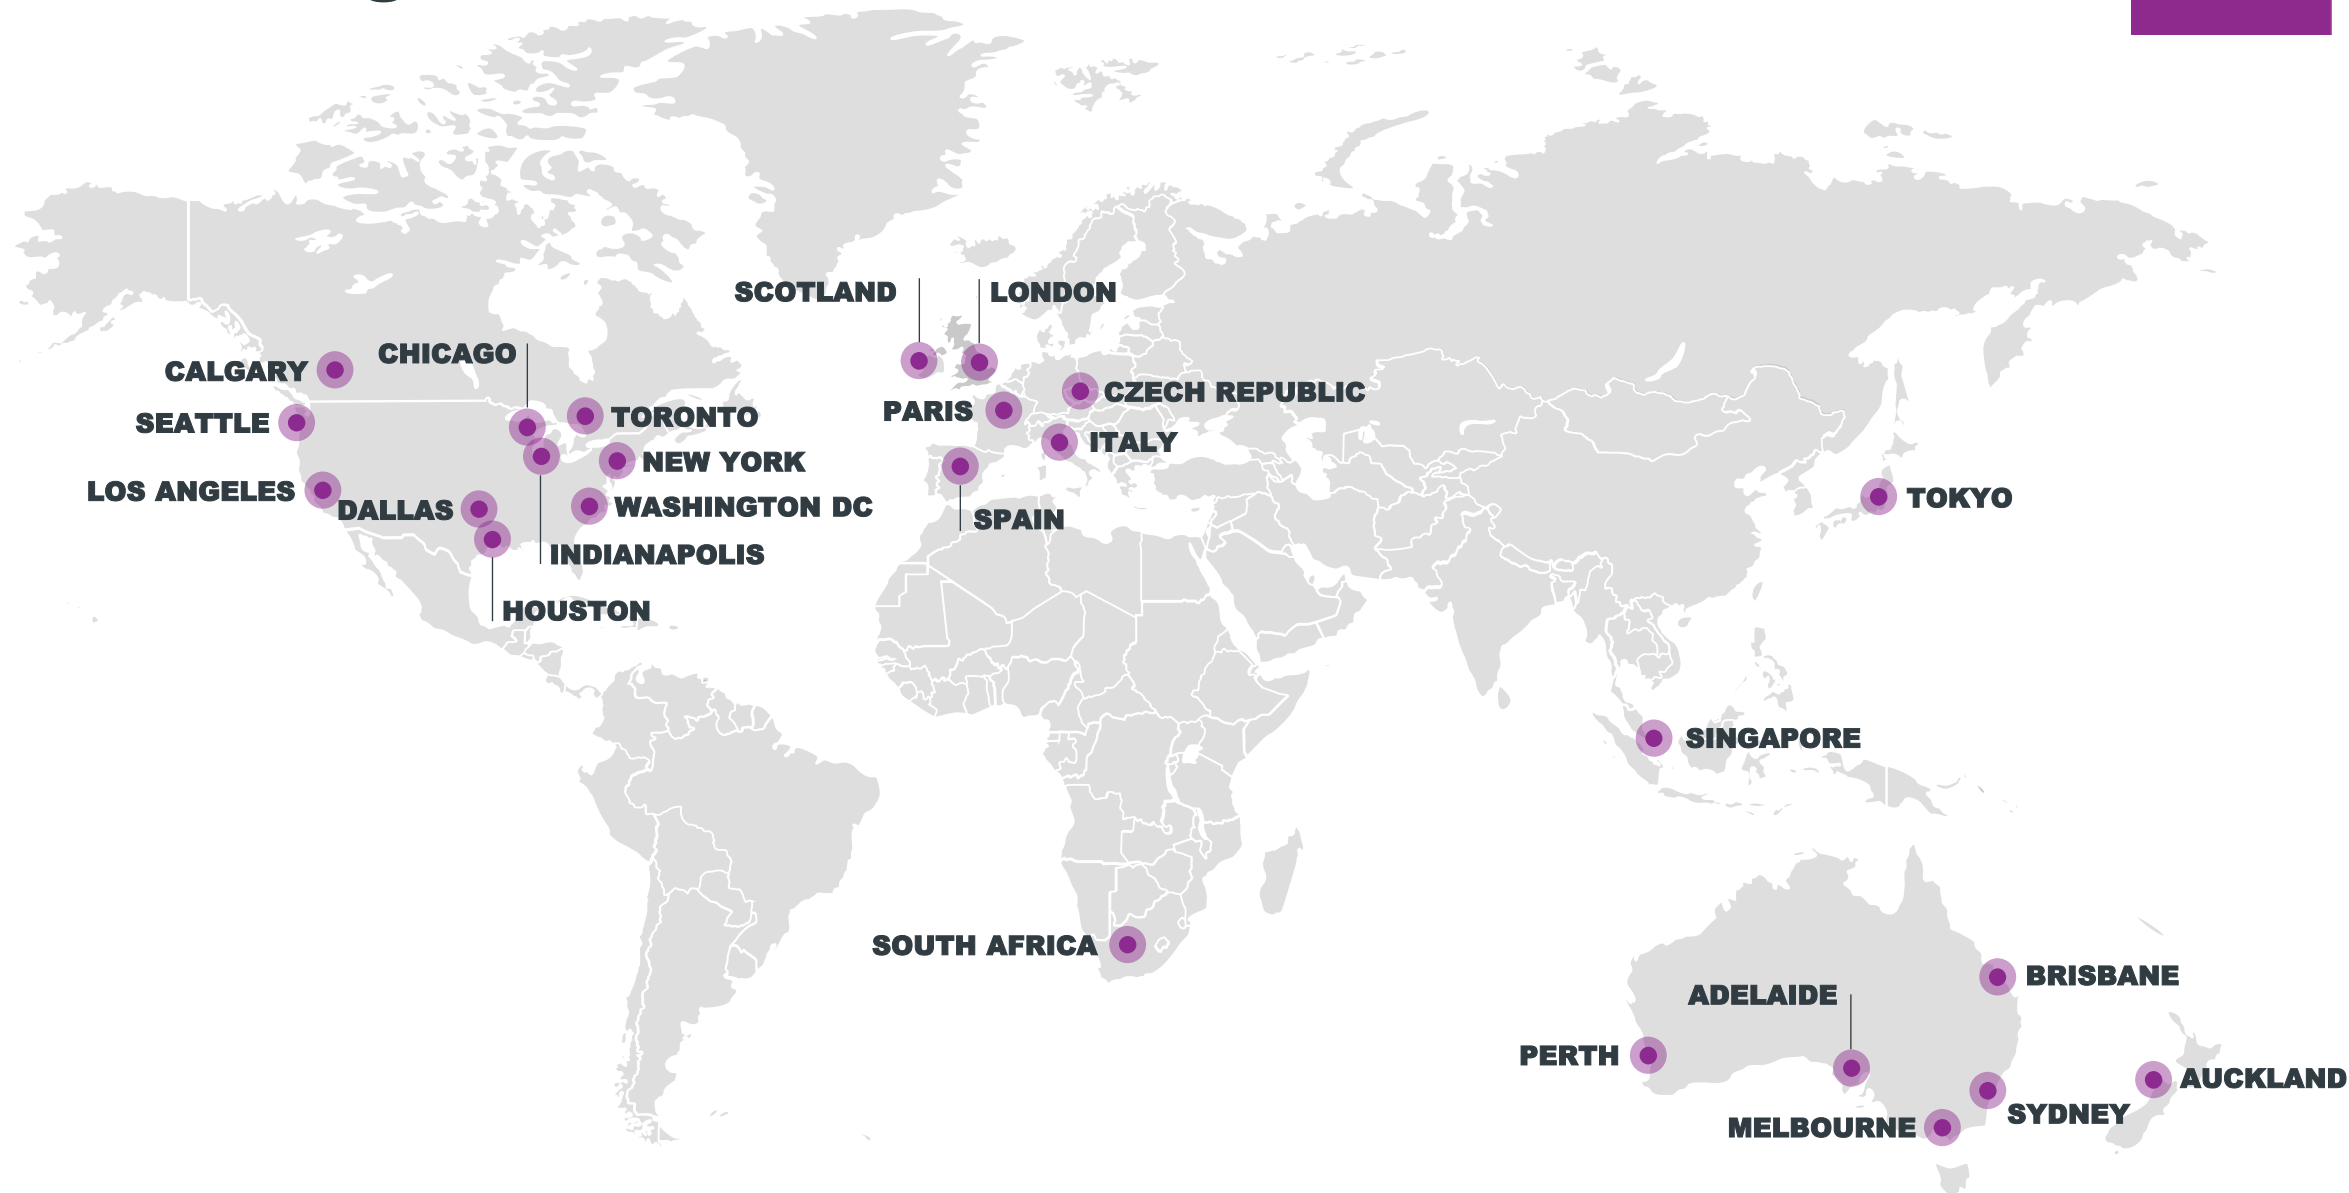 SCOTLAND
LONDON
CHICAGO
CALGARY
CZECH REPUBLIC
PARIS
TORONTO
SEATTLE
ITALY
NEW YORK
LOS ANGELES
TOKYO
DALLAS
WASHINGTON DC
SPAIN
INDIANAPOLIS
HOUSTON
SINGAPORE
SOUTH AFRICA
BRISBANE
ADELAIDE
PERTH
AUCKLAND
SYDNEY
MELBOURNE